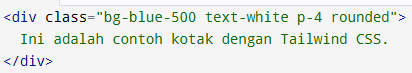 <div class="bg-blue-500 text-white p-4 rounded">
Ini adalah contoh kotak dengan Tailwind CSS.
</div>